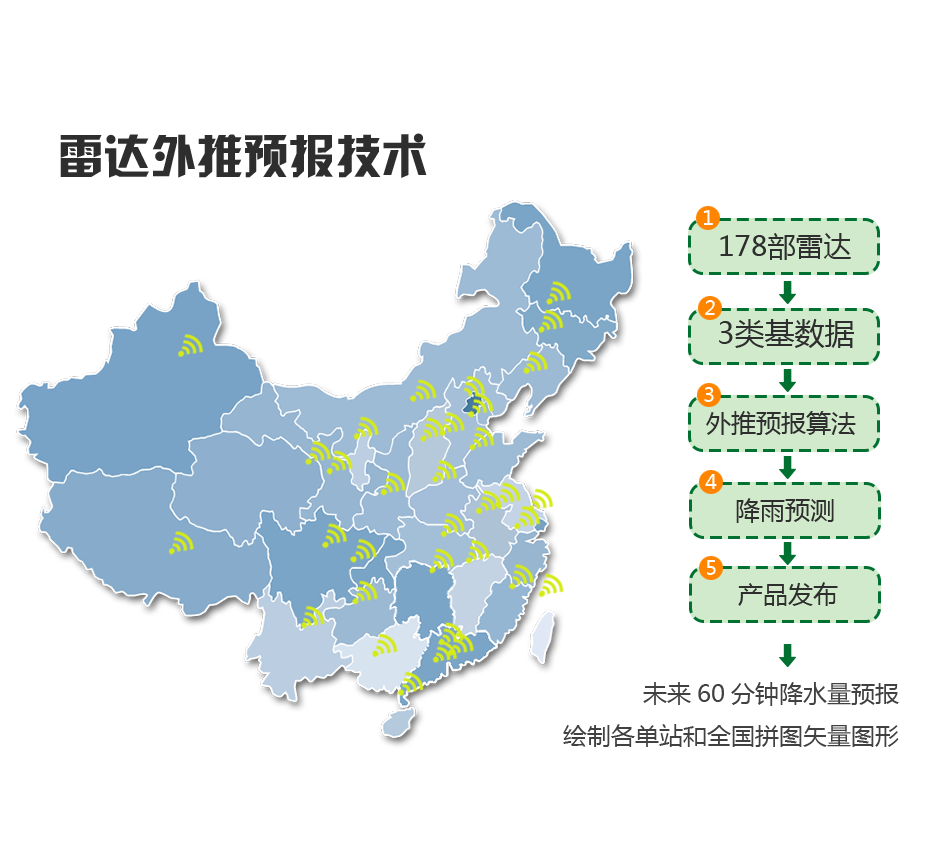 雷达外推预报技术
1
178部雷达
2
3类基数据
3
外推预报算法
4
降雨预测
5
产品发布
未来 60 分钟降水量预报
绘制各单站和全国拼图矢量图形